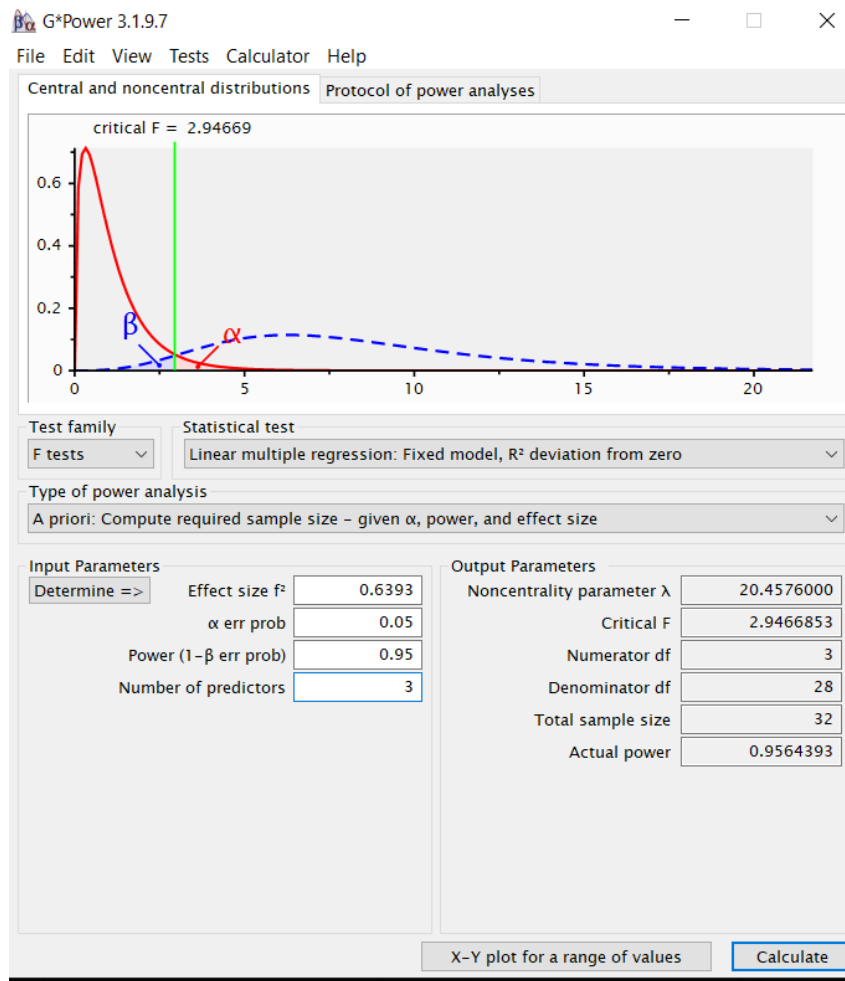 G*Power 3.1.9.7
File Edit View Tests Calculator Help
Central and noncentral distributions Protocol of power analyses
critical F = 2.94669
0.6
0.4
0.2
0
β
α
0 5 10 15 20
Test family Statistical test
F tests Linear multiple regression: Fixed model, R² deviation from zero
Type of power analysis
A priori: Compute required sample size – given α, power, and effect size
Input Parameters
Determine => Effect size f² 0.6393
α err prob 0.05
Power (1-β err prob) 0.95
Number of predictors 3
Output Parameters
Noncentrality parameter λ 20.4576000
Critical F 2.9466853
Numerator df 3
Denominator df 28
Total sample size 32
Actual power 0.9564393
X-Y plot for a range of values Calculate